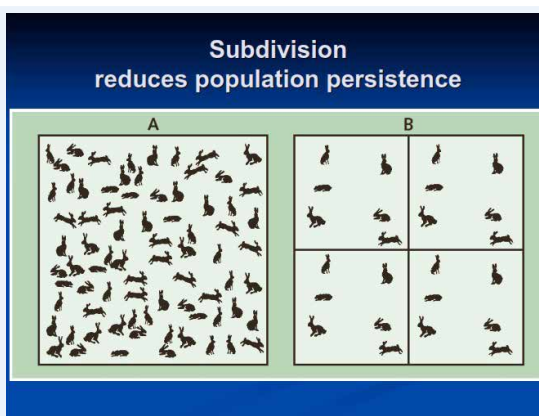 Subdivision
reduces population persistence
A
B